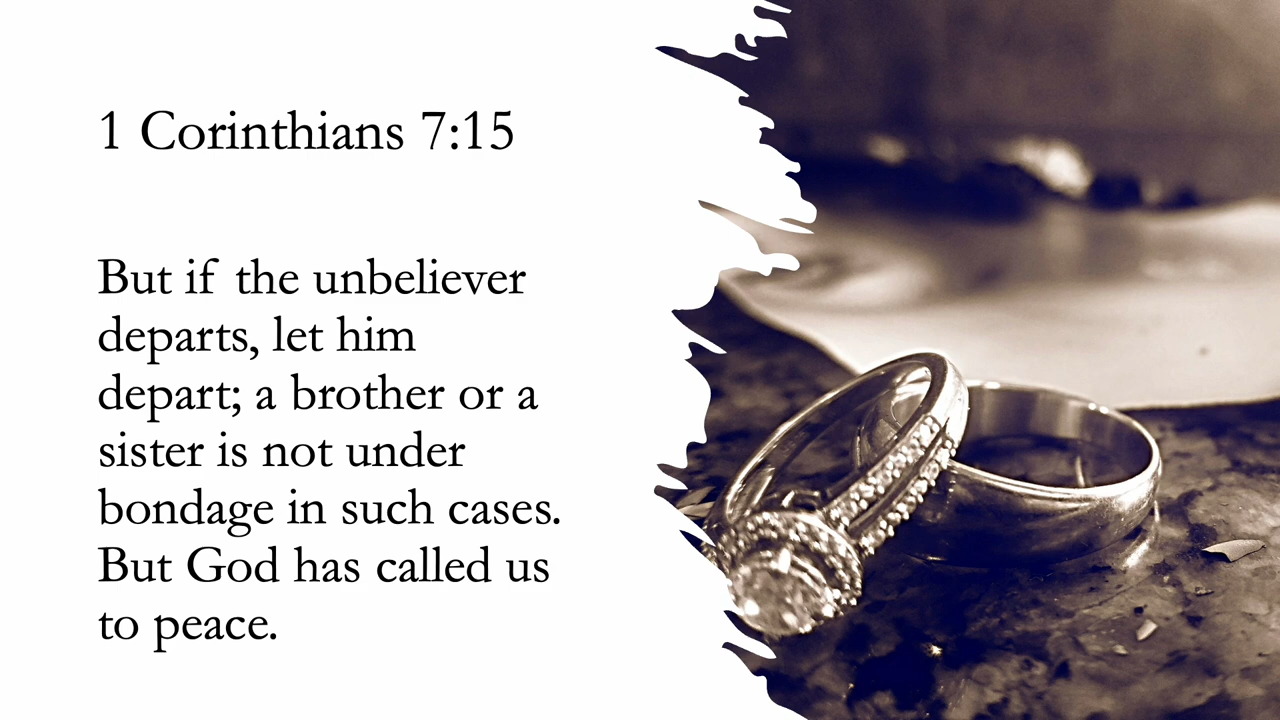 1 Corinthians 7:15
But if the unbeliever
departs, let him
depart; a brother or a
sister is not under
bondage in such cases.
But God has called us
to peace.